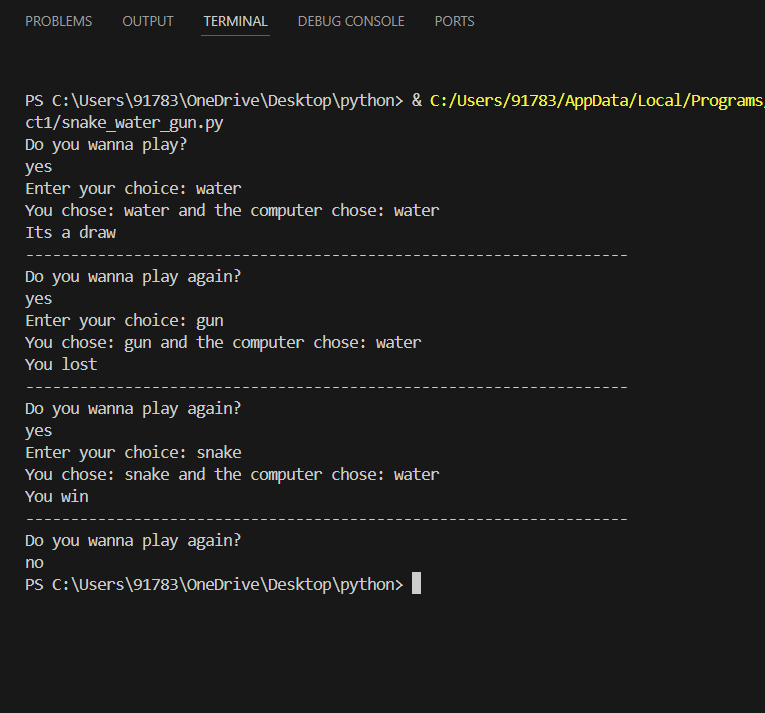 PROBLEMS OUTPUT TERMINAL DEBUG CONSOLE PORTS
PS C:\Users\91783\OneDrive\Desktop\python> & C:/Users/91783/AppData/Local/Programs/
ct1/snake_water_gun.py
Do you wanna play?
yes
Enter your choice: water
You chose: water and the computer chose: water
Its a draw
-------------------------------------------------------------------
Do you wanna play again?
yes
Enter your choice: gun
You chose: gun and the computer chose: water
You lost
-------------------------------------------------------------------
Do you wanna play again?
yes
Enter your choice: snake
You chose: snake and the computer chose: water
You win
-------------------------------------------------------------------
Do you wanna play again?
no
PS C:\Users\91783\OneDrive\Desktop\python>